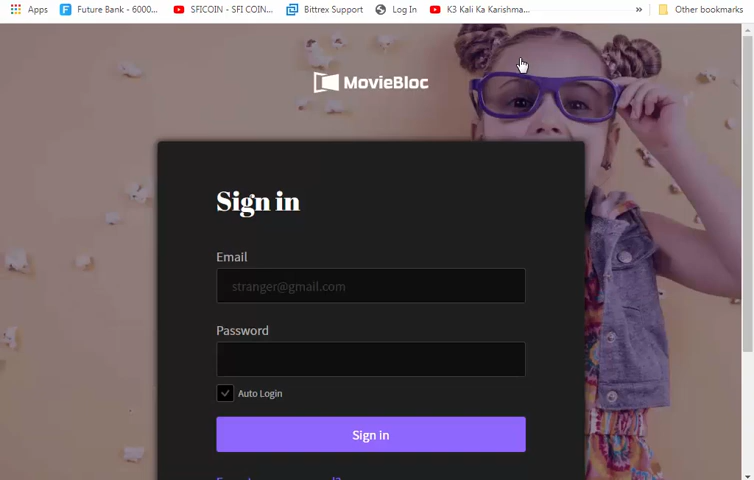 Apps Future Bank - 6000... SFICOIN - SFI COIN... Bittrex Support Log In K3 Kali Ka Karishma... » Other bookmarks
MovieBloc
Sign in
Email
stranger@gmail.com
Password
Auto Login
Sign in